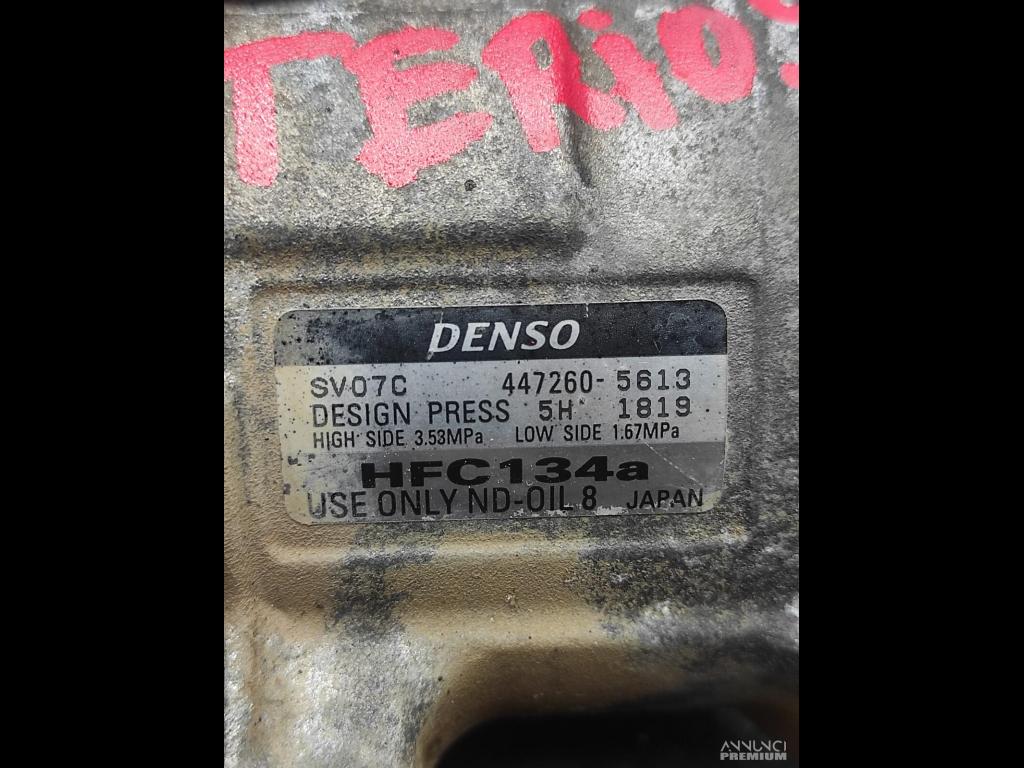 TERIOS
DENSO
SV07C 447260-5613
DESIGN PRESS 5H 1819
HIGH SIDE 3.53MPa LOW SIDE 1.67MPa
HFC134a
USE ONLY ND-OIL 8 JAPAN
ANNUNCI
PREMIUM